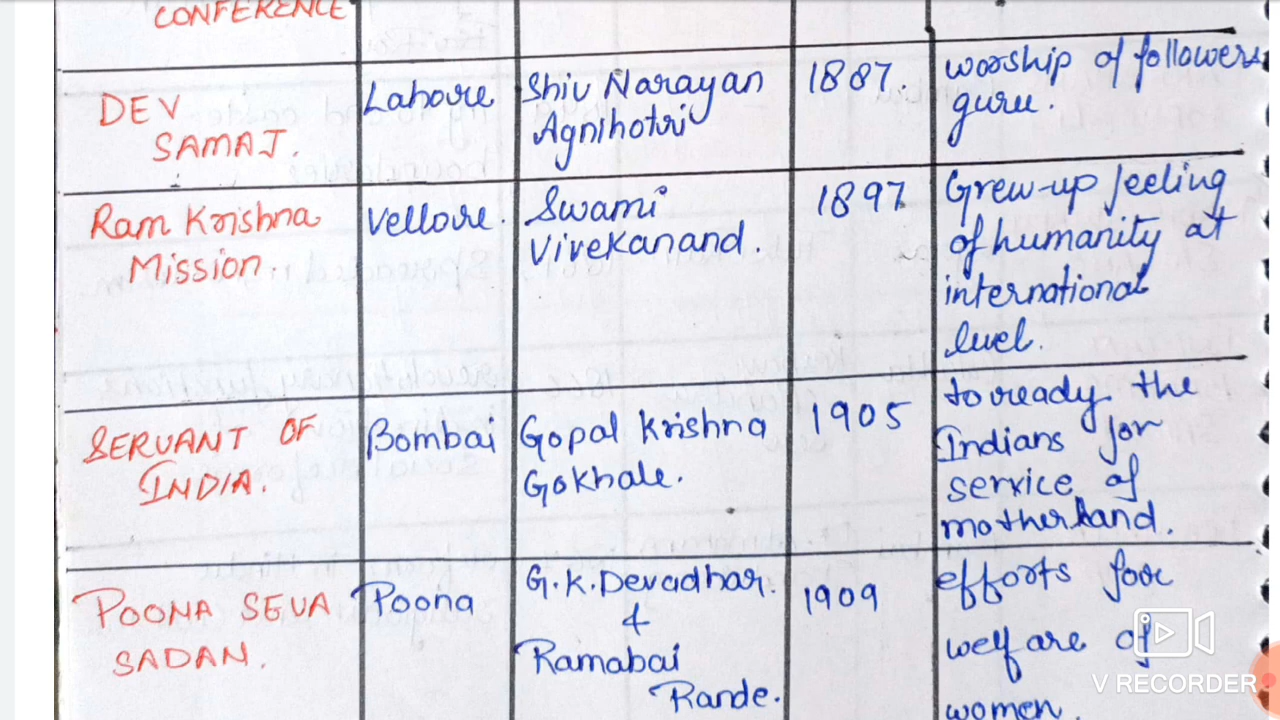 CONFERENCE
DEV
SAMAJ.
Lahore
Shiv Narayan
Agnihotri
1887.
worship of followers
guru.
Ram Krishna
Mission.
Vellore.
Swami
Vivekanand.
1897.
Grew-up feeling
of humanity at
international
level.
SERVANT OF
INDIA.
Bombai
Gopal Krishna
Gokhale.
1905
to ready the
Indians for
service of
motherland.
POONA SEVA
SADAN.
Poona
G.K.Devadhar.
&
Ramabai
Rande.
1909
efforts for
welfare of
women.
V RECORDER